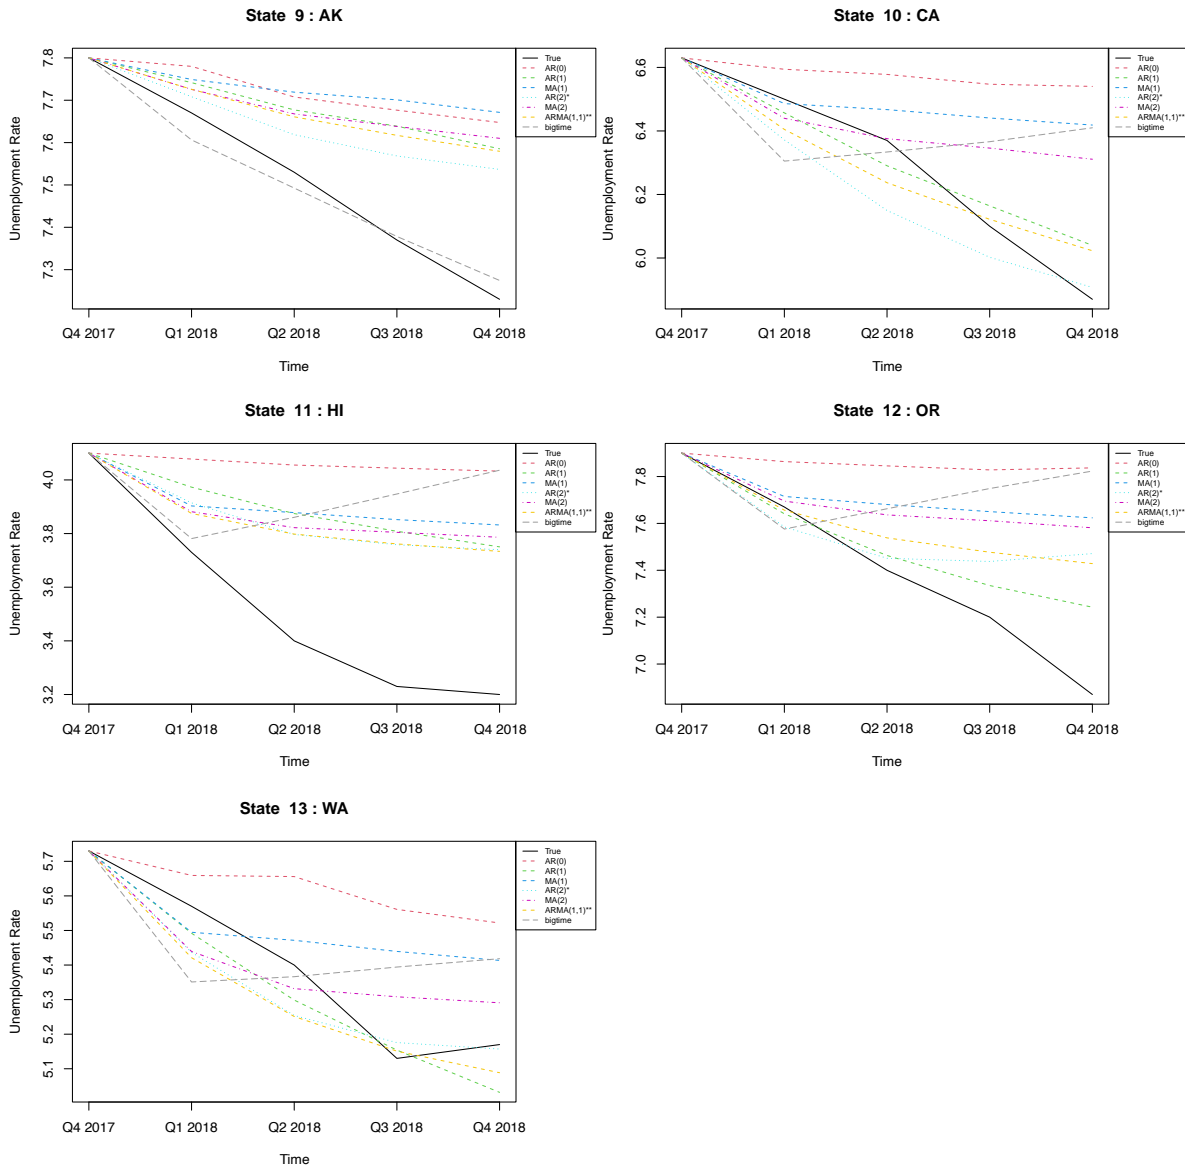 State 9 : AK
Unemployment Rate
7.8
7.7
7.6
7.5
7.4
7.3
True
AR(0)
AR(1)
MA(1)
AR(2)*
MA(2)
ARMA(1,1)**
bigtime
Q4 2017 Q1 2018 Q2 2018 Q3 2018 Q4 2018
Time
State 10 : CA
Unemployment Rate
6.6
6.4
6.2
6.0
True
AR(0)
AR(1)
MA(1)
AR(2)*
MA(2)
ARMA(1,1)**
bigtime
Q4 2017 Q1 2018 Q2 2018 Q3 2018 Q4 2018
Time
State 11 : HI
Unemployment Rate
4.0
3.8
3.6
3.4
3.2
True
AR(0)
AR(1)
MA(1)
AR(2)*
MA(2)
ARMA(1,1)**
bigtime
Q4 2017 Q1 2018 Q2 2018 Q3 2018 Q4 2018
Time
State 12 : OR
Unemployment Rate
7.8
7.6
7.4
7.2
7.0
True
AR(0)
AR(1)
MA(1)
AR(2)*
MA(2)
ARMA(1,1)**
bigtime
Q4 2017 Q1 2018 Q2 2018 Q3 2018 Q4 2018
Time
State 13 : WA
Unemployment Rate
5.7
5.6
5.5
5.4
5.3
5.2
5.1
True
AR(0)
AR(1)
MA(1)
AR(2)*
MA(2)
ARMA(1,1)**
bigtime
Q4 2017 Q1 2018 Q2 2018 Q3 2018 Q4 2018
Time